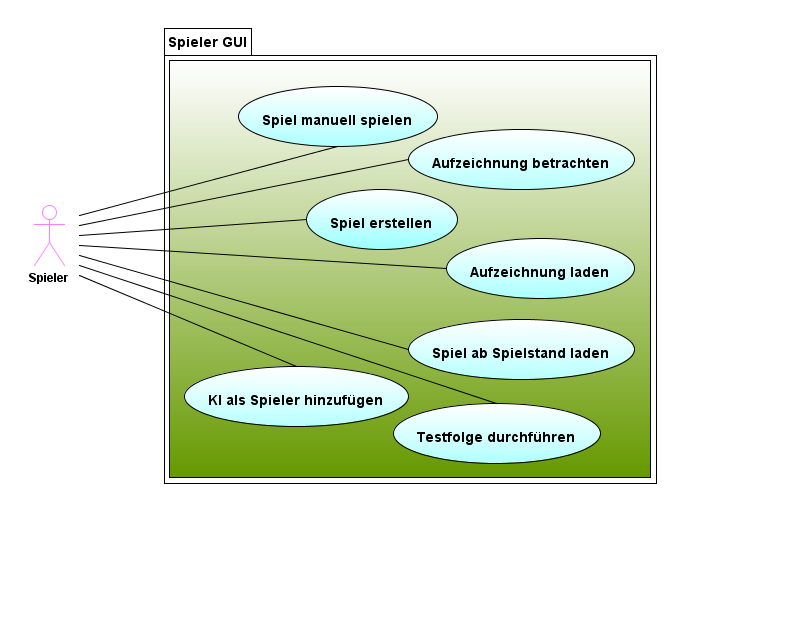 Spieler GUI
Spiel manuell spielen
Aufzeichnung betrachten
Spiel erstellen
Aufzeichnung laden
Spieler
Spiel ab Spielstand laden
KI als Spieler hinzufügen
Testfolge durchführen